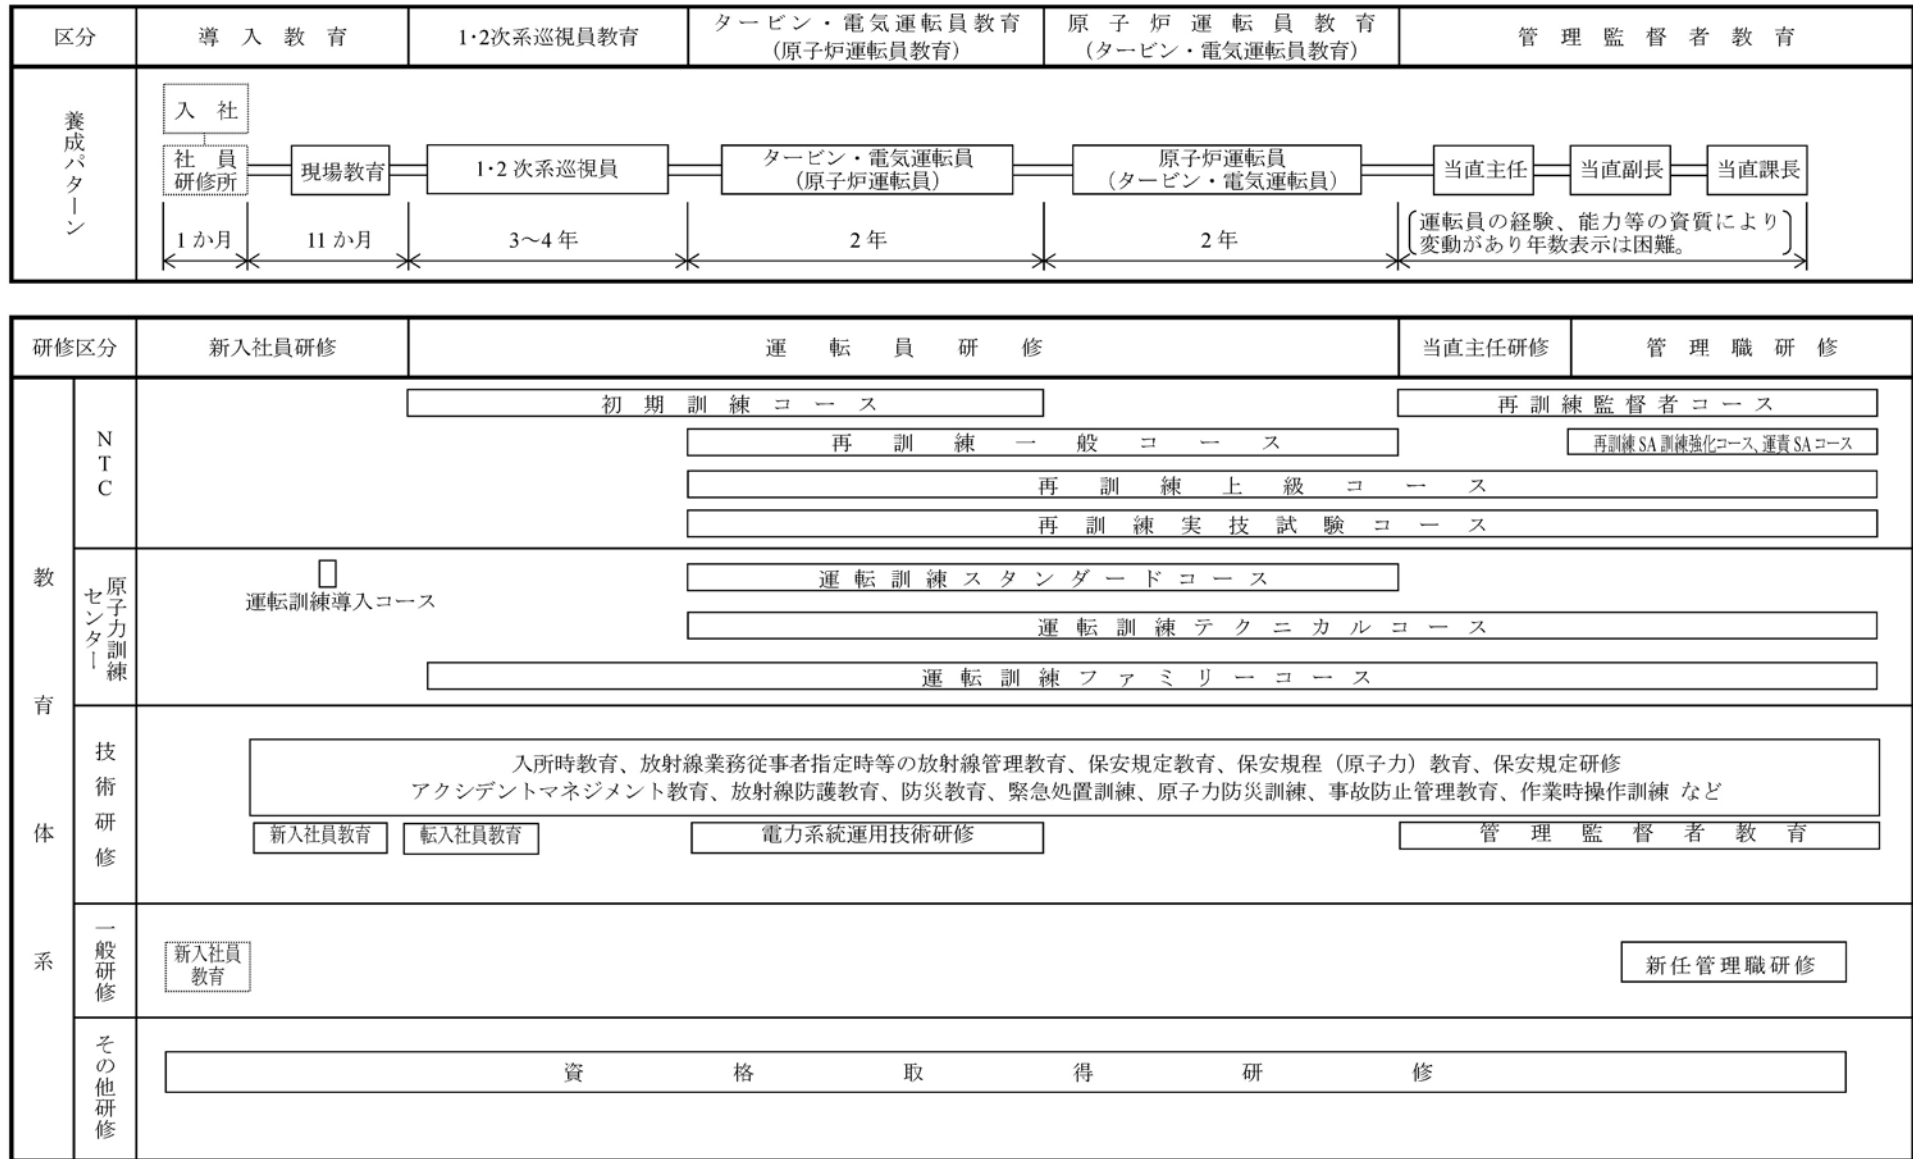 区分
導入教育
1・2次系巡視員教育
タービン・電気運転員教育
(原子炉運転員教育)
原子炉運転員教育
(タービン・電気運転員教育)
管理監督者教育
養成パターン
入社
社員
研修所
現場教育
1・2次系巡視員
タービン・電気運転員
(原子炉運転員)
原子炉運転員
(タービン・電気運転員)
当直主任
当直副長
当直課長
1か月
11か月
3～4年
2年
2年
運転員の経験、能力等の資質により
変動があり年数表示は困難。
研修区分
新入社員研修
運転員研修
当直主任研修
管理職研修
教育体系
NTC
初期訓練コース
再訓練監督者コース
再訓練一般コース
再訓練SA訓練強化コース、運責SAコース
再訓練上級コース
再訓練実技試験コース
原子力訓練
センター
運転訓練導入コース
運転訓練スタンダードコース
運転訓練テクニカルコース
運転訓練ファミリーコース
技術研修
入所時教育、放射線業務従事者指定時等の放射線管理教育、保安規定教育、保安規程（原子力）教育、保安規定研修
アクシデントマネジメント教育、放射線防護教育、防災教育、緊急処置訓練、原子力防災訓練、事故防止管理教育、作業時操作訓練 など
新入社員教育
転入社員教育
電力系統運用技術研修
管理監督者教育
一般研修
新入社員
教育
新任管理職研修
その他研修
資格取得研修